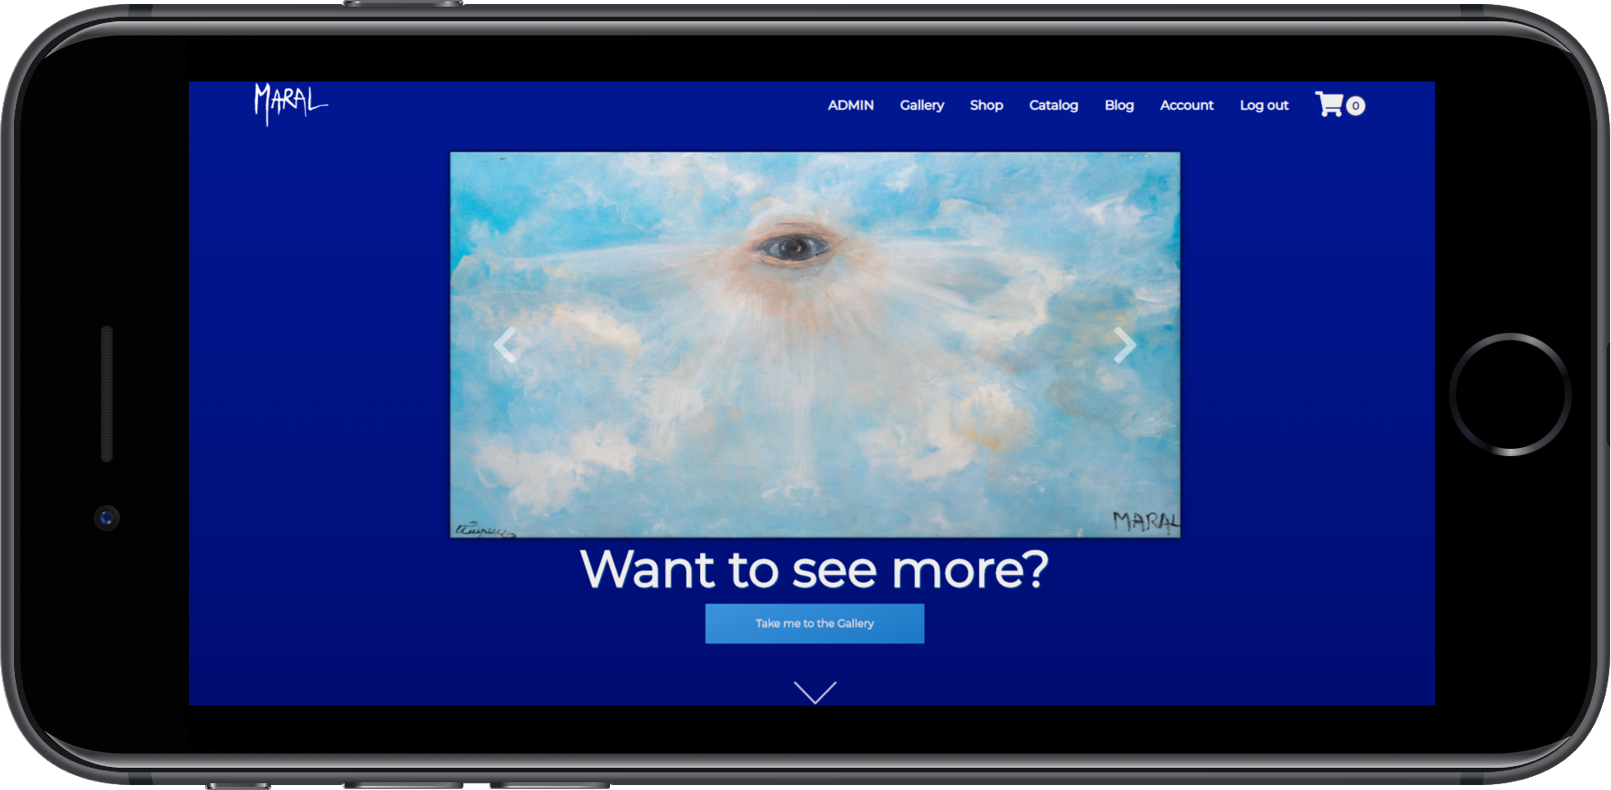 MARAL
ADMIN Gallery Shop Catalog Blog Account Log out 0
MARAL
Want to see more?
Take me to the Gallery